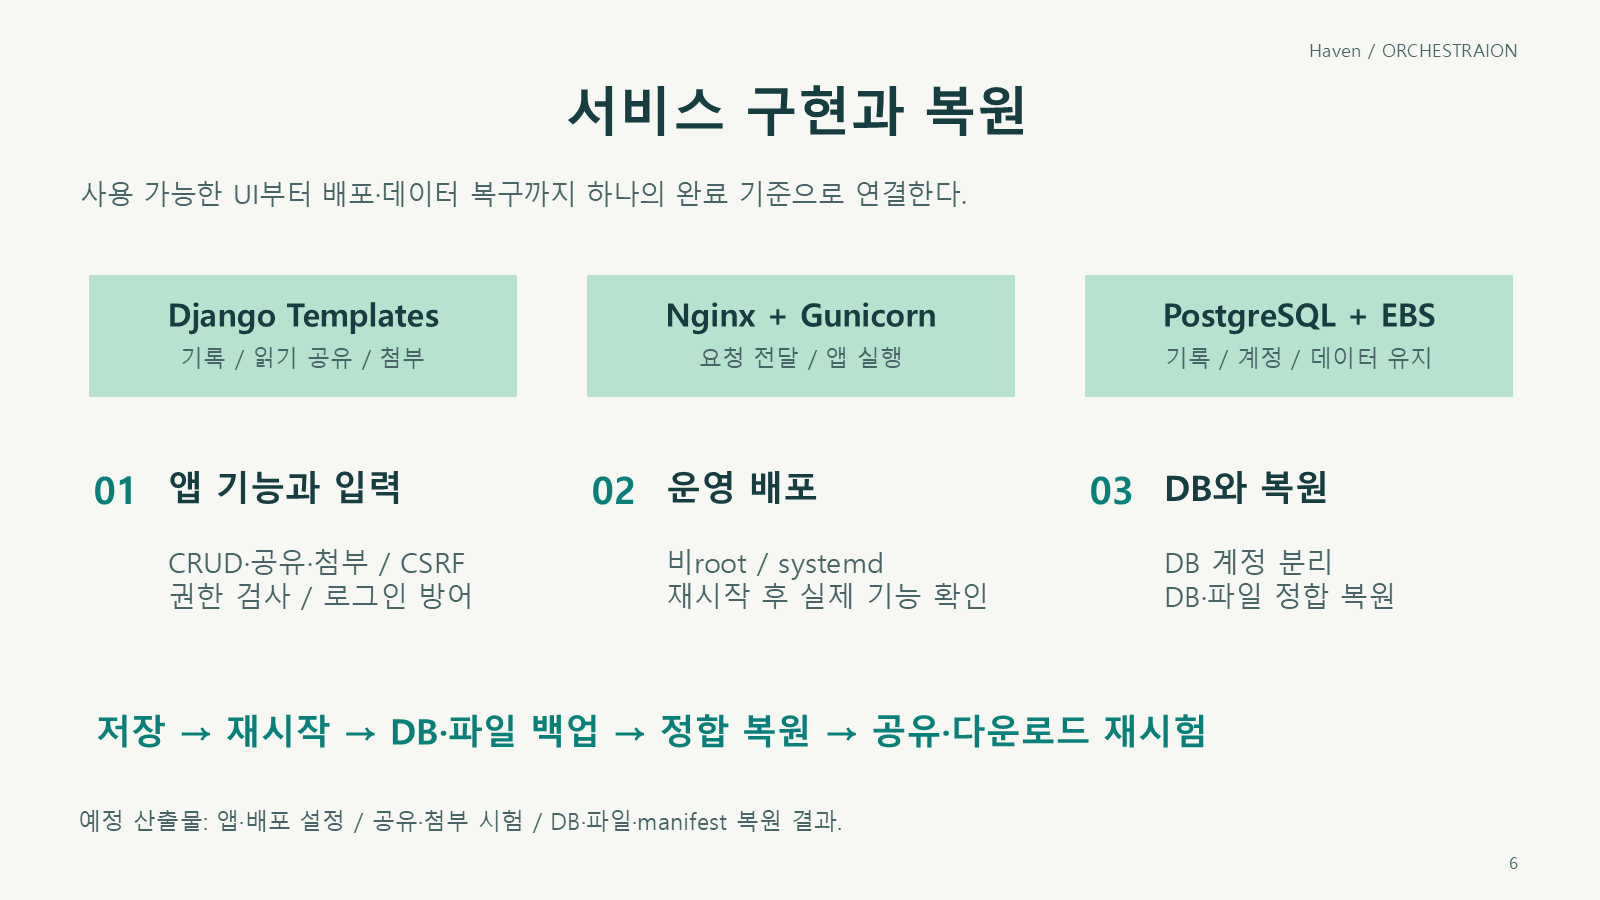 Haven / ORCHESTRAION
서비스 구현과 복원
사용 가능한 UI부터 배포·데이터 복구까지 하나의 완료 기준으로 연결한다.
Django Templates
기록 / 읽기 공유 / 첨부
Nginx + Gunicorn
요청 전달 / 앱 실행
PostgreSQL + EBS
기록 / 계정 / 데이터 유지
01 앱 기능과 입력
CRUD·공유·첨부 / CSRF
권한 검사 / 로그인 방어
02 운영 배포
비root / systemd
재시작 후 실제 기능 확인
03 DB와 복원
DB 계정 분리
DB·파일 정합 복원
저장 → 재시작 → DB·파일 백업 → 정합 복원 → 공유·다운로드 재시험
예정 산출물: 앱·배포 설정 / 공유·첨부 시험 / DB·파일·manifest 복원 결과.
6